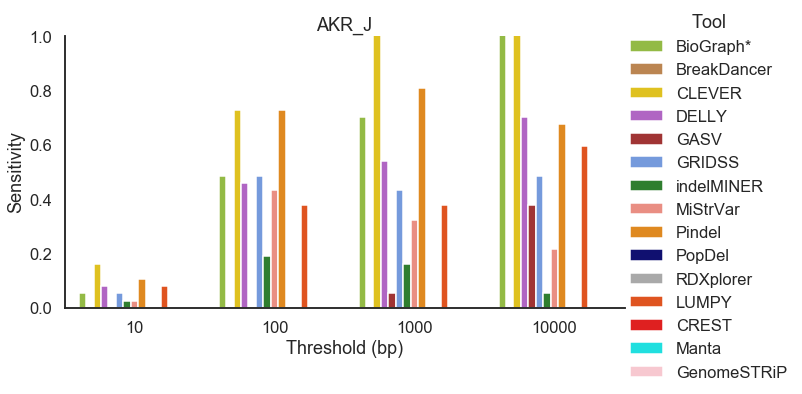 AKR_J
Tool
BioGraph*
BreakDancer
CLEVER
DELLY
GASV
GRIDSS
indelMINER
MiStrVar
Pindel
PopDel
RDXplorer
LUMPY
CREST
Manta
GenomeSTRiP
Sensitivity
1.0
0.8
0.6
0.4
0.2
0.0
10 100 1000 10000
Threshold (bp)